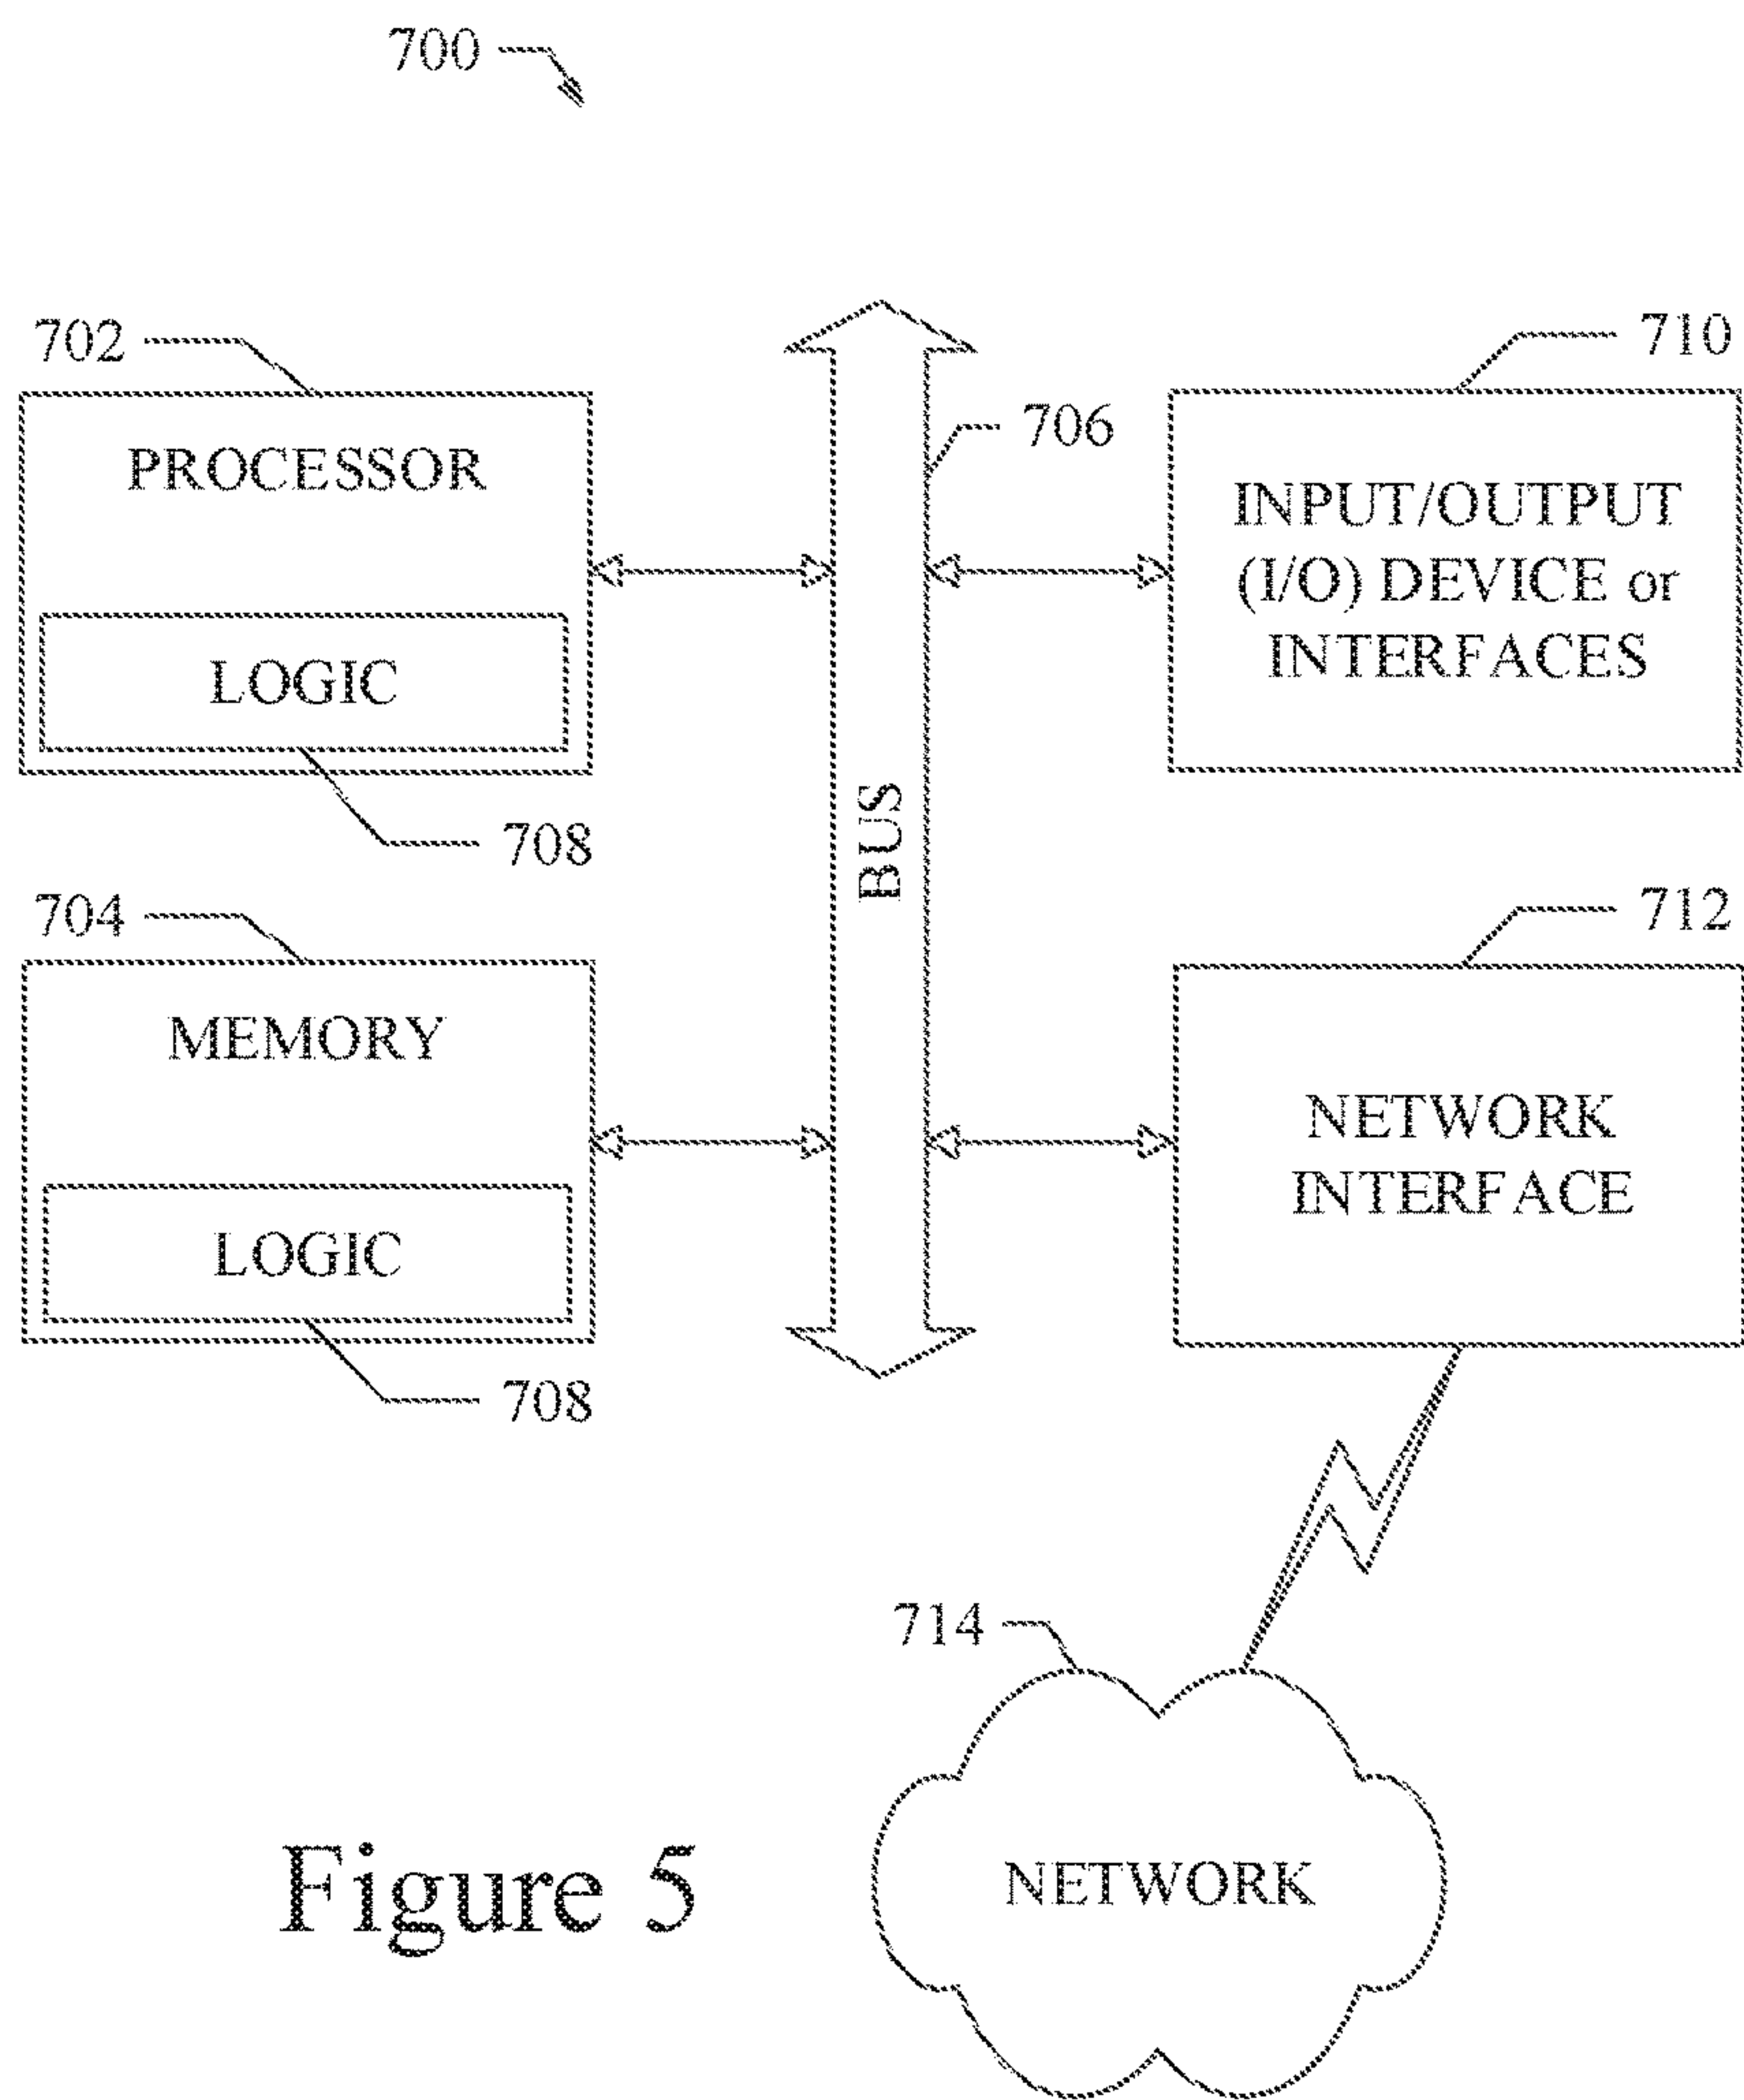 700
702
PROCESSOR
LOGIC
708
704
MEMORY
LOGIC
708
BUS
706
710
INPUT/OUTPUT
(I/O) DEVICE or
INTERFACES
712
NETWORK
INTERFACE
714
NETWORK
Figure 5